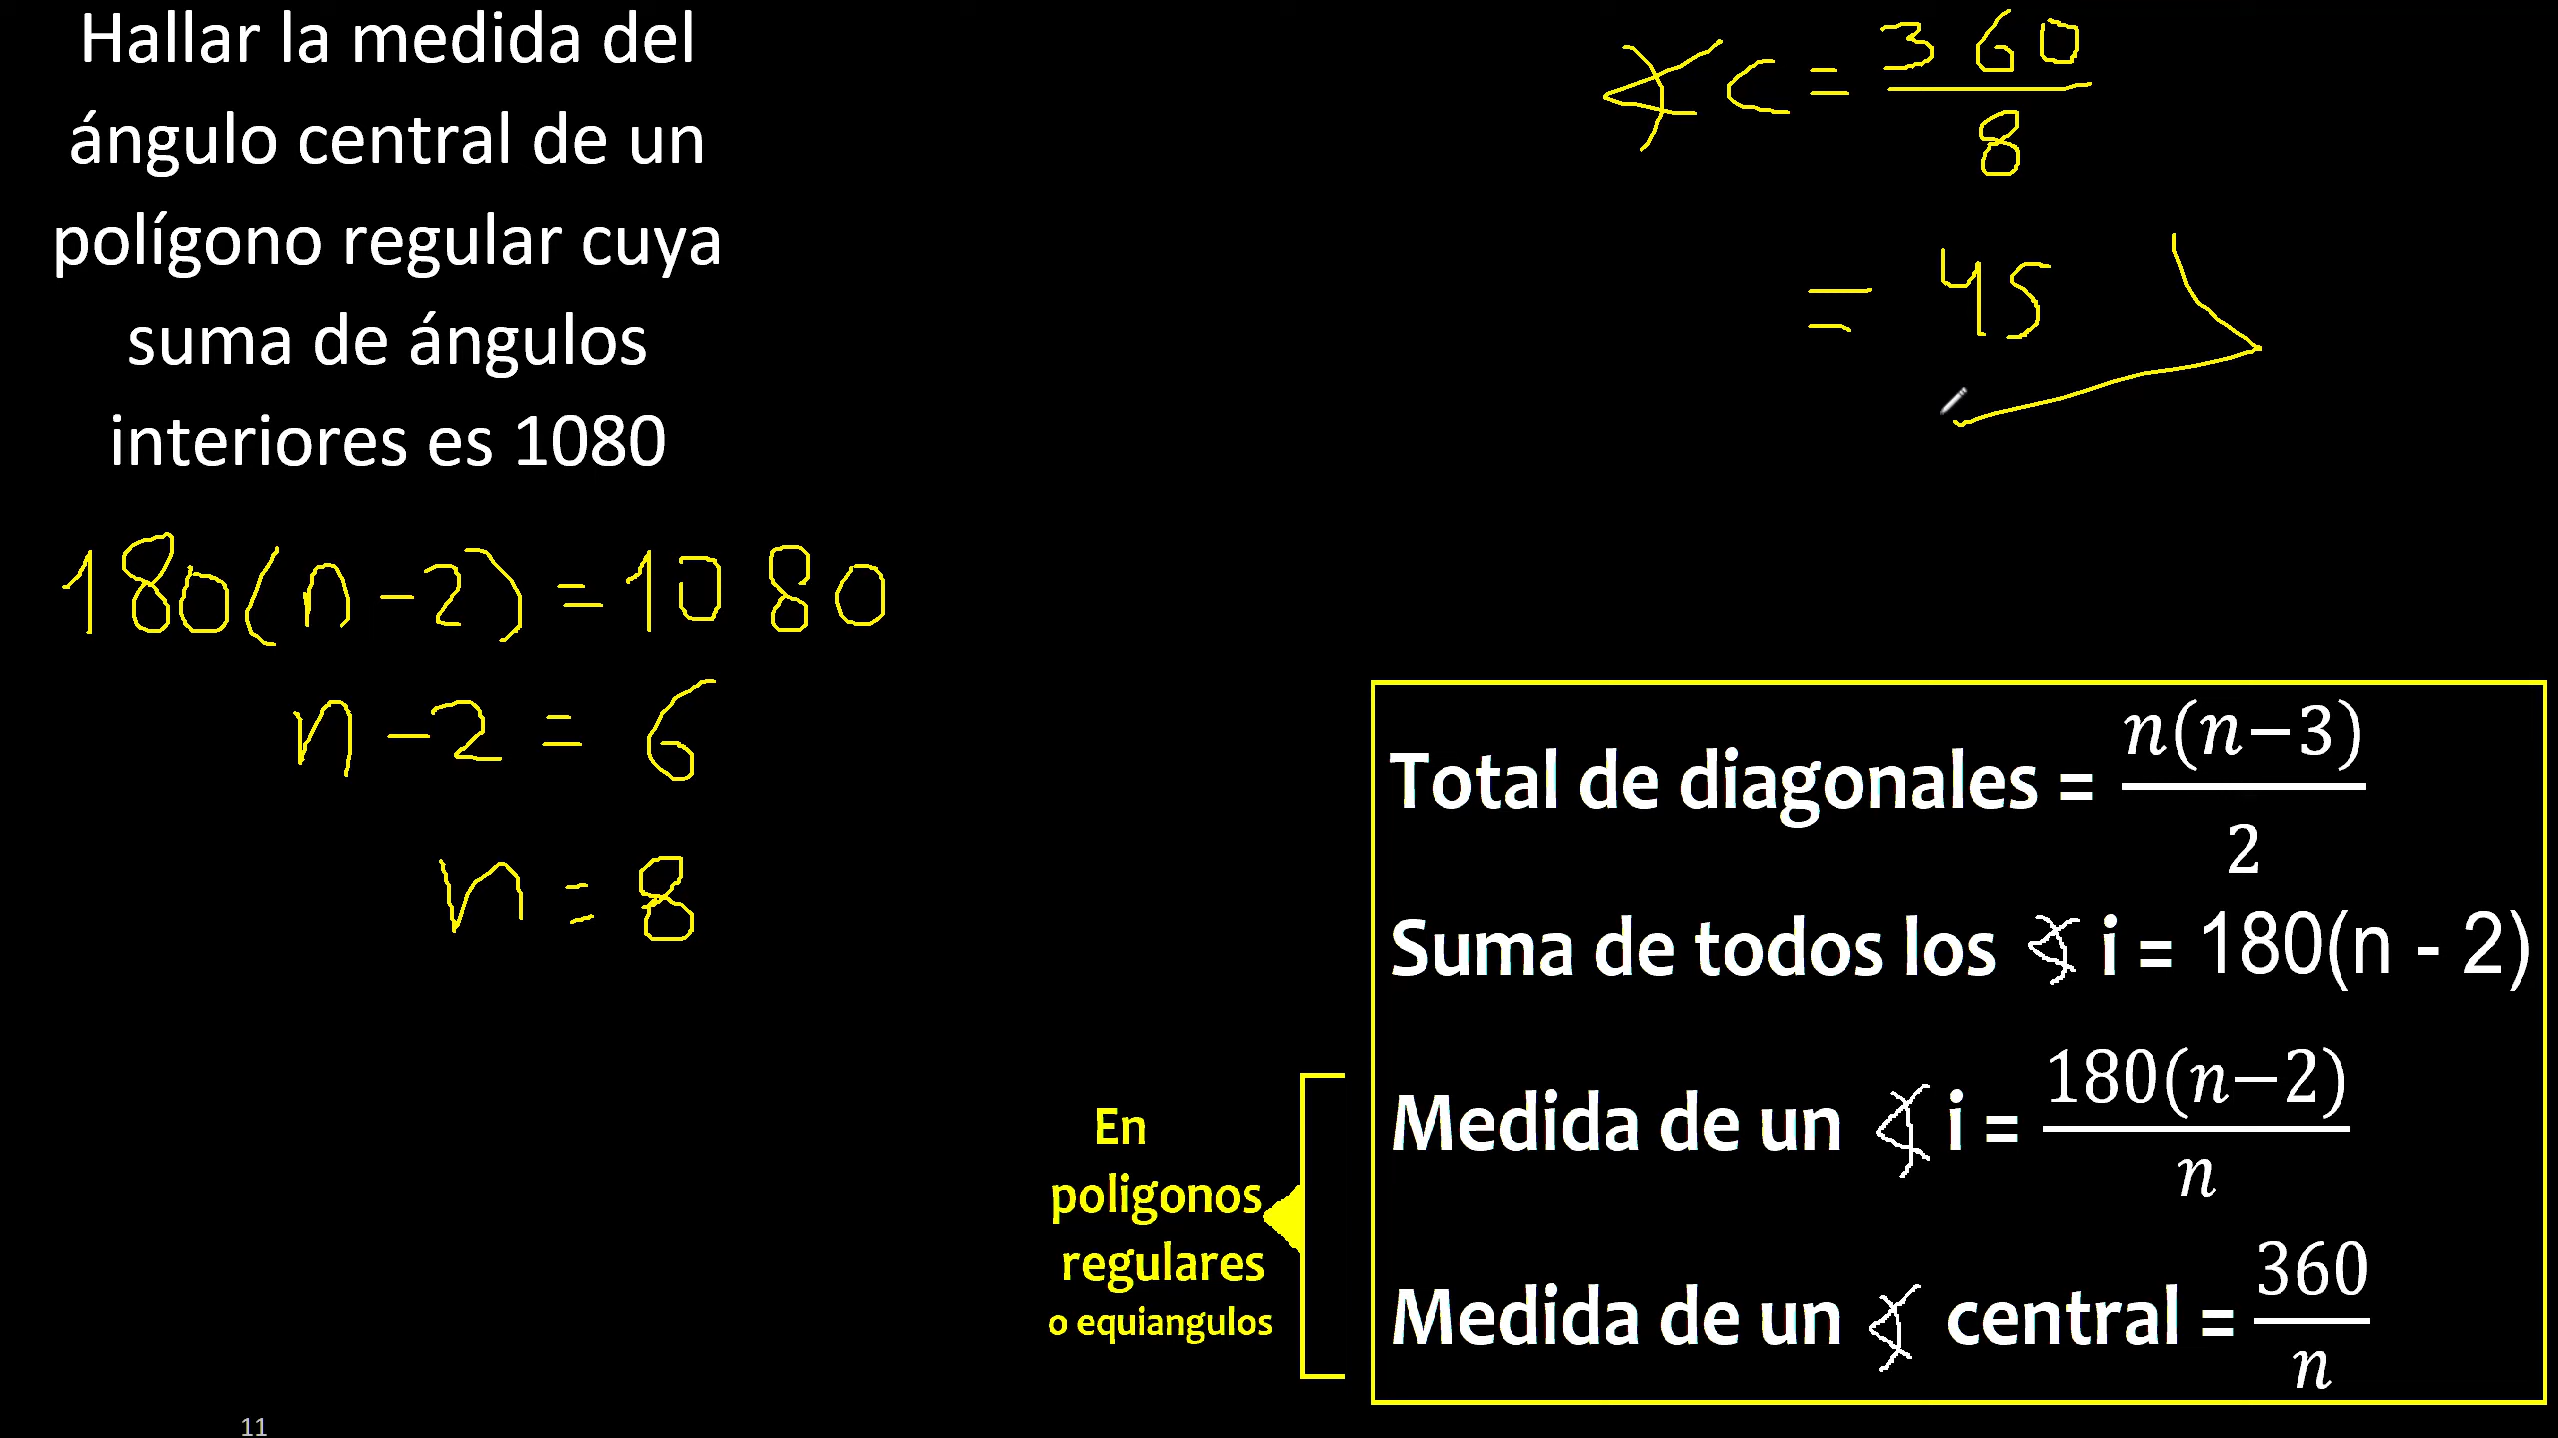 Hallar la medida del
ángulo central de un
polígono regular cuya
suma de ángulos
interiores es 1080
180(n-2)=1080
n-2=6
n=8
∢c=360/8
=45
Total de diagonales = n(n−3)/2
Suma de todos los ∢ i = 180(n - 2)
Medida de un ∢ i = 180(n−2)/n
Medida de un ∢ central = 360/n
En
poligonos
regulares
o equiangulos
11